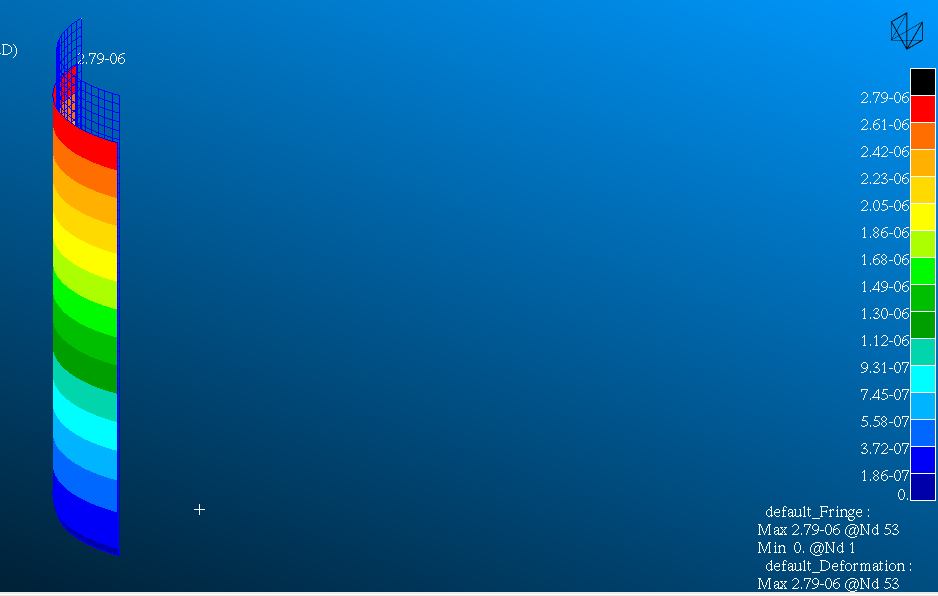 D)
2.79-06
2.79-06
2.61-06
2.42-06
2.23-06
2.05-06
1.86-06
1.68-06
1.49-06
1.30-06
1.12-06
9.31-07
7.45-07
5.58-07
3.72-07
1.86-07
0.
default_Fringe :
Max 2.79-06 @Nd 53
Min 0. @Nd 1
default_Deformation :
Max 2.79-06 @Nd 53